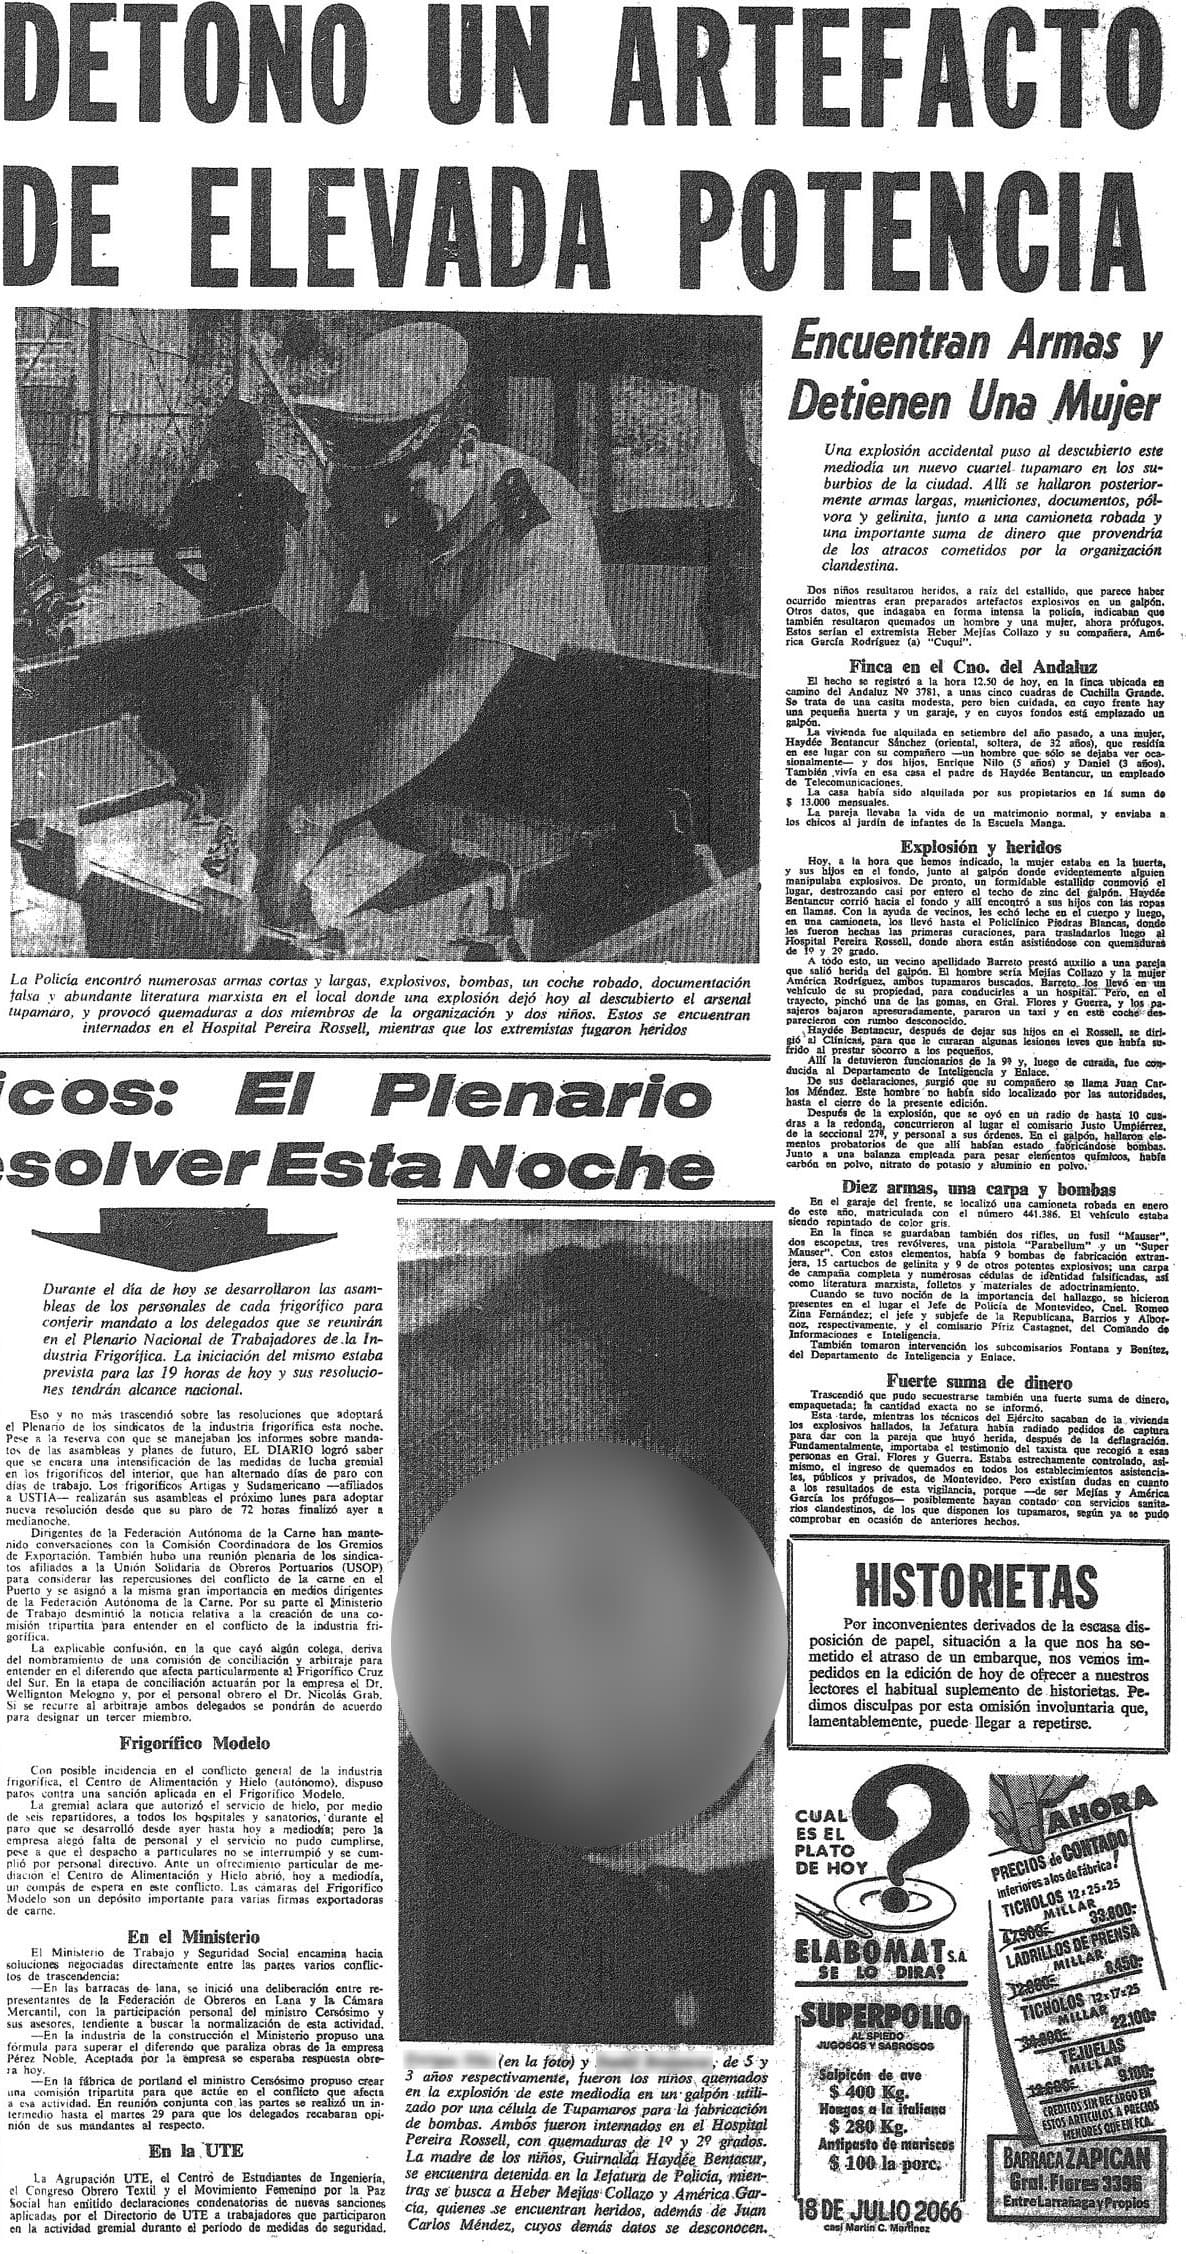 DETONO UN ARTEFACTO
DE ELEVADA POTENCIA
La Policía encontró numerosas armas cortas y largas, explosivos, bombas, un coche robado, documentación
falsa y abundante literatura marxista en el local donde una explosión dejó hoy al descubierto el arsenal
tupamaro, y provocó quemaduras a dos miembros de la organización y dos niños. Estos se encuentran
internados en el Hospital Pereira Rossell, mientras que los extremistas fugaron heridos
Encuentran Armas y
Detienen Una Mujer
Una explosión accidental puso al descubierto este
mediodía un nuevo cuartel tupamaro en los su-
burbios de la ciudad. Allí se hallaron posterior-
mente armas largas, municiones, documentos, pól-
vora y gelinita, junto a una camioneta robada y
una importante suma de dinero que provendría
de los atracos cometidos por la organización
clandestina.
Dos niños resultaron heridos, a raíz del estallido, que parece haber
ocurrido mientras eran preparados artefactos explosivos en un galpón.
Otros datos, que indagaba en forma intensa la policía, indicaban que
también resultaron quemados un hombre y una mujer, ahora prófugos.
Estos serían el extremista Heber Mejías Collazo y su compañera, Amé-
rica García Rodríguez (a) "Cuqui".
Finca en el Cno. del Andaluz
El hecho se registró a la hora 12.50 de hoy, en la finca ubicada en
camino del Andaluz Nº 3781, a unas cinco cuadras de Cuchilla Grande.
Se trata de una casita modesta, pero bien cuidada, en cuyo frente hay
una pequeña huerta y un garaje, y en cuyos fondos está emplazado un
galpón.
La vivienda fue alquilada en setiembre del año pasado, a una mujer,
Haydée Bentancur Sánchez (oriental, soltera, de 32 años), que residía
en ese lugar con su compañero —un hombre que sólo se dejaba ver oca-
sionalmente— y dos hijos, Enrique Nilo (5 años) y Daniel (3 años).
También vivía en esa casa el padre de Haydée Bentancur, un empleado
de Telecomunicaciones.
La casa había sido alquilada por sus propietarios en la suma de
$ 13.000 mensuales.
La pareja llevaba la vida de un matrimonio normal, y enviaba a
los chicos al jardín de infantes de la Escuela Manga.
Explosión y heridos
Hoy, a la hora que hemos indicado, la mujer estaba en la huerta,
y sus hijos en el fondo, junto al galpón donde evidentemente alguien
manipulaba explosivos. De pronto, un formidable estallido conmovió el
lugar, destrozando casi por entero el techo de zinc del galpón. Haydée
Bentancur corrió hacia el fondo y allí encontró a sus hijos con las ropas
en llamas. Con la ayuda de vecinos, les echó leche en el cuerpo y luego,
en una camioneta, los llevó hasta el Policlínico Piedras Blancas, donde
les fueron hechas las primeras curaciones, para trasladarlos luego al
Hospital Pereira Rossell, donde ahora están asistiéndose con quemaduras
de 1º y 2º grado.
A todo esto, un vecino apellidado Barreto prestó auxilio a una pareja
que salió herida del galpón. El hombre sería Mejías Collazo y la mujer
América Rodríguez, ambos tupamaros buscados. Barreto los llevó en un
vehículo de su propiedad, para conducirles a un hospital. Pero, en el
trayecto, pinchó una de las gomas, en Gral. Flores y Guerra, y los pa-
sajeros bajaron apresuradamente, pararon un taxi y en este coche des-
parecieron con rumbo desconocido.
Haydée Bentancur, después de dejar sus hijos en el Rossell, se diri-
gió al Clínicas, para que le curaran algunas lesiones leves que había su-
frido al prestar socorro a los pequeños.
Allí la detuvieron funcionarios de la 9ª y, luego de curada, fue con-
ducida al Departamento de Inteligencia y Enlace.
De sus declaraciones, surgió que su compañero se llama Juan Car-
los Méndez. Este hombre no había sido localizado por las autoridades,
hasta el cierre de la presente edición.
Después de la explosión, que se oyó en un radio de hasta 10 cua-
dras a la redonda, concurrieron al lugar el comisario Justo Umpiérrez,
de la seccional 27ª, y personal a sus órdenes. En el galpón, hallaron ele-
mentos probatorios de que allí habían estado fabricándose bombas.
Junto a una balanza empleada para pesar elementos químicos, había
carbón en polvo, nitrato de potasio y aluminio en polvo.
Diez armas, una carpa y bombas
En el garaje del frente, se localizó una camioneta robada en enero
de este año, matriculada con el número 441.386. El vehículo estaba
siendo repintado de color gris.
En la finca se guardaban también dos rifles, un fusil "Mauser",
dos escopetas, tres revólveres, una pistola "Parabellum" y un "Super
Mauser". Con estos elementos, había 9 bombas de fabricación extran-
jera, 15 cartuchos de gelinita y 9 de otros potentes explosivos; una carpa
de campaña completa y numerosas cédulas de identidad falsificadas, así
como literatura marxista, folletos y materiales de adoctrinamiento.
Cuando se tuvo noción de la importancia del hallazgo, se hicieron
presentes en el lugar el Jefe de Policía de Montevideo, Cnel. Romeo
Zina Fernández; el jefe y subjefe de la Republicana, Barrios y Albor-
noz, respectivamente, y el comisario Píriz Castagnet, del Comando de
Informaciones e Inteligencia.
También tomaron intervención los subcomisarios Fontana y Benítez,
del Departamento de Inteligencia y Enlace.
Fuerte suma de dinero
Trascendió que pudo secuestrarse también una fuerte suma de dinero,
empaquetada; la cantidad exacta no se informó.
Esta tarde, mientras los técnicos del Ejército sacaban de la vivienda
los explosivos hallados, la Jefatura había radiado pedidos de captura
para dar con la pareja que huyó herida, después de la deflagración.
Fundamentalmente, importaba el testimonio del taxista que recogió a esas
personas en Gral. Flores y Guerra. Estaba estrechamente controlado, asi-
mismo, el ingreso de quemados en todos los establecimientos asistencia-
les, públicos y privados, de Montevideo. Pero existían dudas en cuanto
a los resultados de esta vigilancia, porque —de ser Mejías y América
García los prófugos— posiblemente hayan contado con servicios sanita-
rios clandestinos, de los que disponen los tupamaros, según ya se pudo
comprobar en ocasión de anteriores hechos.
icos: El Plenario
esolver Esta Noche
Durante el día de hoy se desarrollaron las asam-
bleas de los personales de cada frigorífico para
conferir mandato a los delegados que se reunirán
en el Plenario Nacional de Trabajadores de la In-
dustria Frigorífica. La iniciación del mismo estaba
prevista para las 19 horas de hoy y sus resolucio-
nes tendrán alcance nacional.
Eso y no más trascendió sobre las resoluciones que adoptará
el Plenario de los sindicatos de la industria frigorífica esta noche.
Pese a la reserva con que se manejaban los informes sobre manda-
tos de las asambleas y planes de futuro, EL DIARIO logró saber
que se encara una intensificación de las medidas de lucha gremial
en los frigoríficos del interior, que han alternado días de paro con
días de trabajo. Los frigoríficos Artigas y Sudamericano —afiliados
a USTIA— realizarán sus asambleas el próximo lunes para adoptar
nueva resolución desde que su paro de 72 horas finalizó ayer a
medianoche.
Dirigentes de la Federación Autónoma de la Carne han mante-
nido conversaciones con la Comisión Coordinadora de los Gremios
de Exportación. También hubo una reunión plenaria de los sindica-
tos afiliados a la Unión Solidaria de Obreros Portuarios (USOP)
para considerar las repercusiones del conflicto de la carne en el
Puerto y se asignó a la misma gran importancia en medios dirigentes
de la Federación Autónoma de la Carne. Por su parte el Ministerio
de Trabajo desmintió la noticia relativa a la creación de una co-
misión tripartita para entender en el conflicto de la industria fri-
gorífica.
La explicable confusión, en la que cayó algún colega, deriva
del nombramiento de una comisión de conciliación y arbitraje para
entender en el diferendo que afecta particularmente al Frigorífico Cruz
del Sur. En la etapa de conciliación actuarán por la empresa el Dr.
Wellignton Melogno y, por el personal obrero el Dr. Nicolás Grab.
Si se recurre al arbitraje ambos delegados se pondrán de acuerdo
para designar un tercer miembro.
Frigorífico Modelo
Con posible incidencia en el conflicto general de la industria
frigorífica, el Centro de Alimentación y Hielo (autónomo), dispuso
paros contra una sanción aplicada en el Frigorífico Modelo.
La gremial aclara que autorizó el servicio de hielo, por medio
de seis repartidores, a todos los hospitales y sanatorios, durante el
paro que se desarrolló desde ayer hasta hoy a mediodía; pero la
empresa alegó falta de personal y el servicio no pudo cumplirse,
pese a que el despacho a particulares no se interrumpió y se cum-
plió por personal directivo. Ante un ofrecimiento particular de me-
diacion el Centro de Alimentación y Hielo abrió, hoy a mediodía,
un compás de espera en este conflicto. Las cámaras del Frigorífico
Modelo son un depósito importante para varias firmas exportadoras
de carne.
En el Ministerio
El Ministerio de Trabajo y Seguridad Social encamina hacia
soluciones negociadas directamente entre las partes varios conflic-
tos de trascendencia:
—En las barracas de lana, se inició una deliberación entre re-
presentantes de la Federación de Obreros en Lana y la Cámara
Mercantil, con la participación personal del ministro Cersósimo y
sus asesores, tendiente a buscar la normalización de esta actividad.
—En la industria de la construcción el Ministerio propuso una
fórmula para superar el diferendo que paraliza obras de la empresa
Pérez Noble. Aceptada por la empresa se esperaba respuesta obre-
ra hoy.
—En la fábrica de portland el ministro Censósimo propuso crear
una comisión tripartita para que actúe en el conflicto que afecta
a esa actividad. En reunión conjunta con las partes se realizó un in-
termedio hasta el martes 29 para que los delegados recabaran opi-
nión de sus mandantes al respecto.
En la UTE
La Agrupación UTE, el Centro de Estudiantes de Ingeniería,
el Congreso Obrero Textil y el Movimiento Femenino por la Paz
Social han emitido declaraciones condenatorias de nuevas sanciones
aplicadas por el Directorio de UTE a trabajadores que participaron
en la actividad gremial durante el período de medidas de seguridad.
(en la foto) y , de 5 y
3 años respectivamente, fueron los niños quemados
en la explosión de este mediodía en un galpón utili-
zado por una célula de Tupamaros para la fabricación
de bombas. Ambos fueron internados en el Hospital
Pereira Rossell, con quemaduras de 1º y 2º grados.
La madre de los niños, Guirnalda Haydée Bentacur,
se encuentra detenida en la Jefatura de Policía, mien-
tras se busca a Heber Mejías Collazo y América Gar-
cía, quienes se encuentran heridos, además de Juan
Carlos Méndez, cuyos demás datos se desconocen.
HISTORIETAS
Por inconvenientes derivados de la escasa dis-
posición de papel, situación a la que nos ha so-
metido el atraso de un embarque, nos vemos im-
pedidos en la edición de hoy de ofrecer a nuestros
lectores el habitual suplemento de historietas. Pe-
dimos disculpas por esta omisión involuntaria que,
lamentablemente, puede llegar a repetirse.
CUAL
ES EL
PLATO
DE HOY
?
ELABOMAT S.A.
SE LO DIRA!
SUPERPOLLO
AL SPIEDO
JUGOSOS Y SABROSOS
Salpicón de ave
$ 400 Kg.
Hongos a la italiana
$ 280 Kg.
Antipasto de mariscos
$ 100 la porc.
18 DE JULIO 2066
casi Martín C. Martínez
AHORA
PRECIOS de CONTADO
inferiores a los de fábrica!
TICHOLOS 12x25x25
MILLAR
33.800-
LADRILLOS DE PRENSA
MILLAR
8.450-
TICHOLOS 12x17x25
MILLAR
22.100-
TEJUELAS
MILLAR
9.100-
CREDITOS SIN RECARGO EN
ESTOS ARTICULOS A PRECIOS
MENORES QUE EN FCA.
BARRACA ZAPICAN
Gral. Flores 3396
Entre Larrañaga y Propios